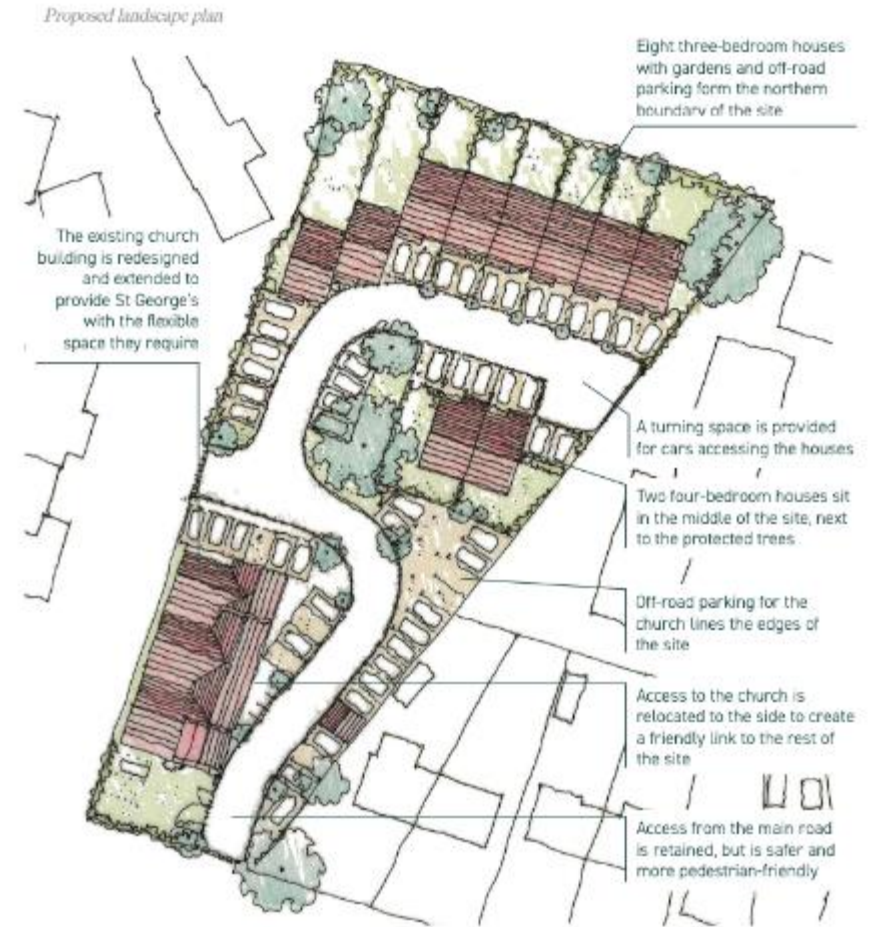 Proposed landscape plan
Eight three-bedroom houses
with gardens and off-road
parking form the northern
boundary of the site
The existing church
building is redesigned
and extended to
provide St George's
with the flexible
space they require
A turning space is provided
for cars accessing the houses
Two four-bedroom houses sit
in the middle of the site, next
to the protected trees
Off-road parking for the
church lines the edges of
the site
Access to the church is
relocated to the side to create
a friendly link to the rest of
the site
Access from the main road
is retained, but is safer and
more pedestrian-friendly